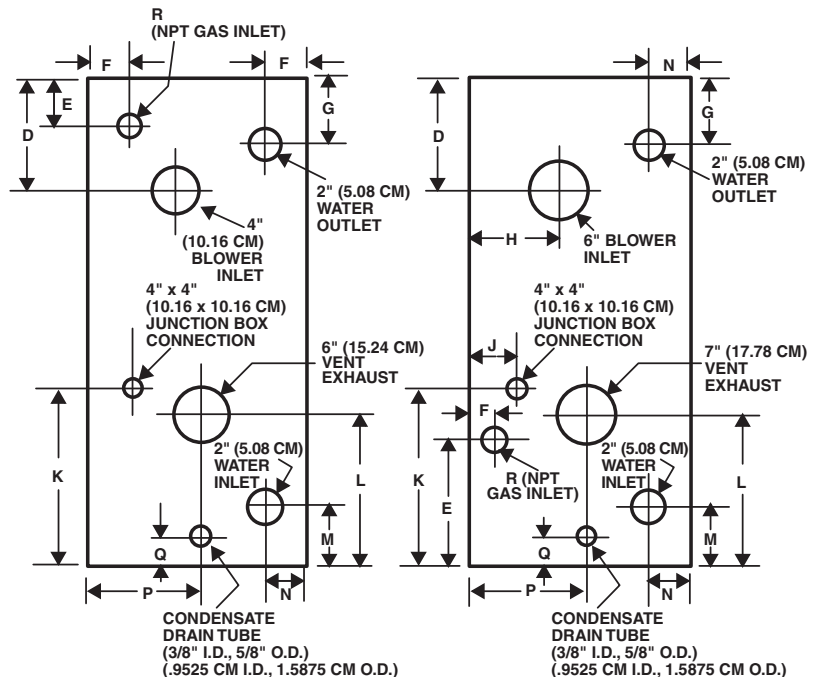 R
(NPT GAS INLET)
F
F
E
D
G
2" (5.08 CM)
WATER
OUTLET
4"
(10.16 CM)
BLOWER
INLET
4" x 4"
(10.16 x 10.16 CM)
JUNCTION BOX
CONNECTION
6" (15.24 CM)
VENT
EXHAUST
2" (5.08 CM)
WATER
INLET
K
L
M
Q
P
N
CONDENSATE
DRAIN TUBE
(3/8" I.D., 5/8" O.D.)
(.9525 CM I.D., 1.5875 CM O.D.)
N
D
G
2" (5.08 CM)
WATER
OUTLET
H
6" BLOWER
INLET
4" x 4"
(10.16 x 10.16 CM)
JUNCTION BOX
CONNECTION
J
7" (17.78 CM)
VENT
EXHAUST
F
2" (5.08 CM)
WATER
INLET
R (NPT
GAS INLET)
K
E
L
M
Q
P
N
CONDENSATE
DRAIN TUBE
(3/8" I.D., 5/8" O.D.)
(.9525 CM I.D., 1.5875 CM O.D.)